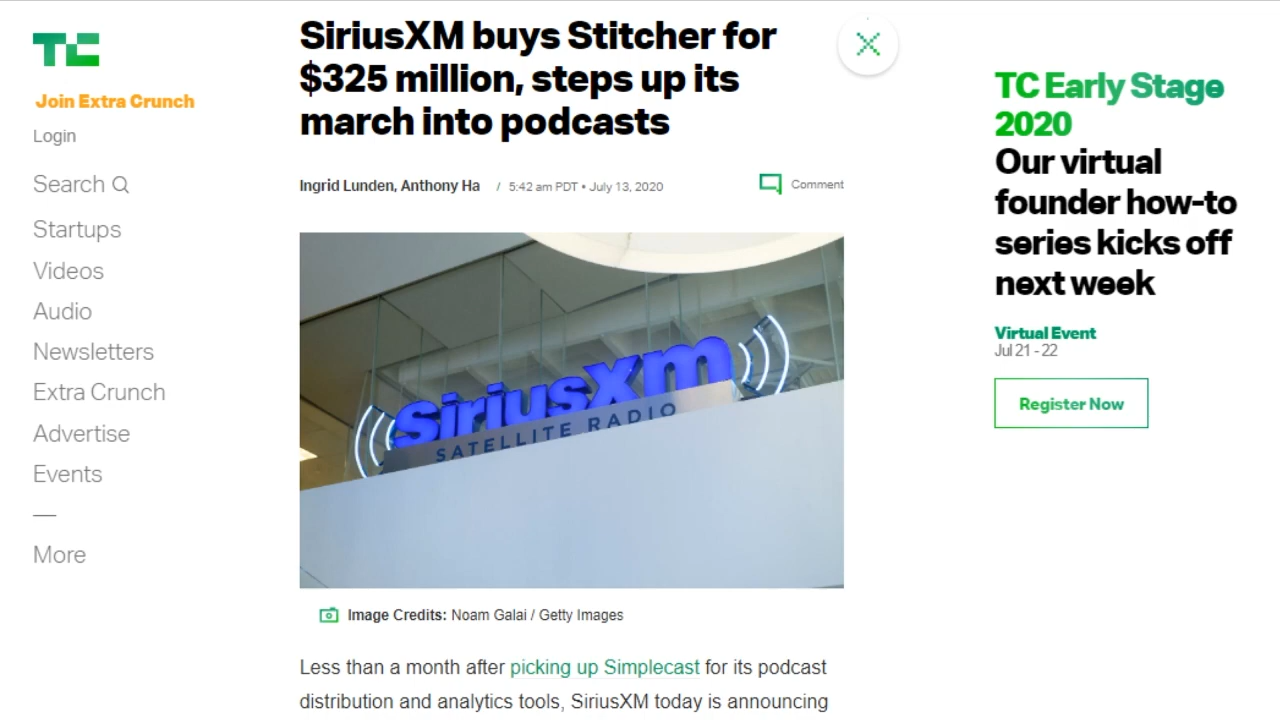 TC
Join Extra Crunch
Login
Search
Startups
Videos
Audio
Newsletters
Extra Crunch
Advertise
Events
—
More
SiriusXM buys Stitcher for
$325 million, steps up its
march into podcasts
Ingrid Lunden, Anthony Ha / 5:42 am PDT • July 13, 2020
Comment
siriusxm
SATELLITE RADIO
Image Credits: Noam Galai / Getty Images
Less than a month after picking up Simplecast for its podcast
distribution and analytics tools, SiriusXM today is announcing
TC Early Stage
2020
Our virtual
founder how-to
series kicks off
next week
Virtual Event
Jul 21 - 22
Register Now